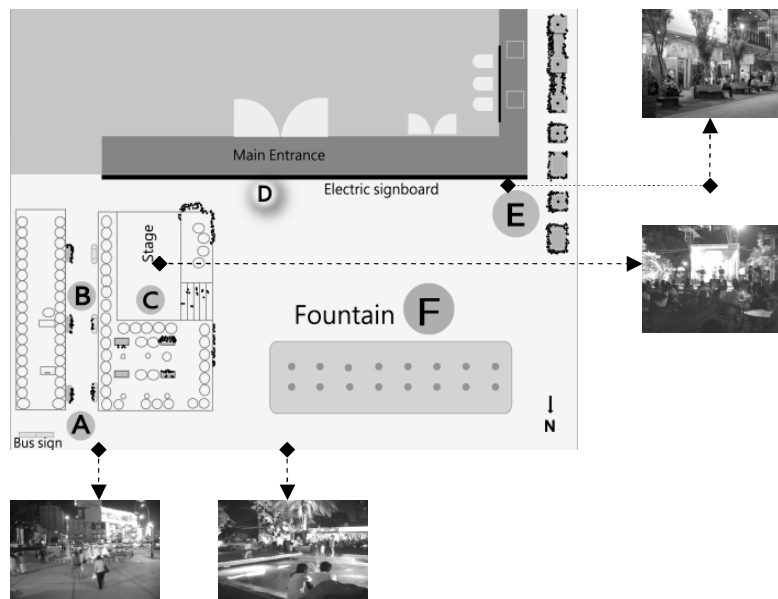 Main Entrance
D
Electric signboard
E
Stage
B
C
Fountain F
A
N
Bus sign